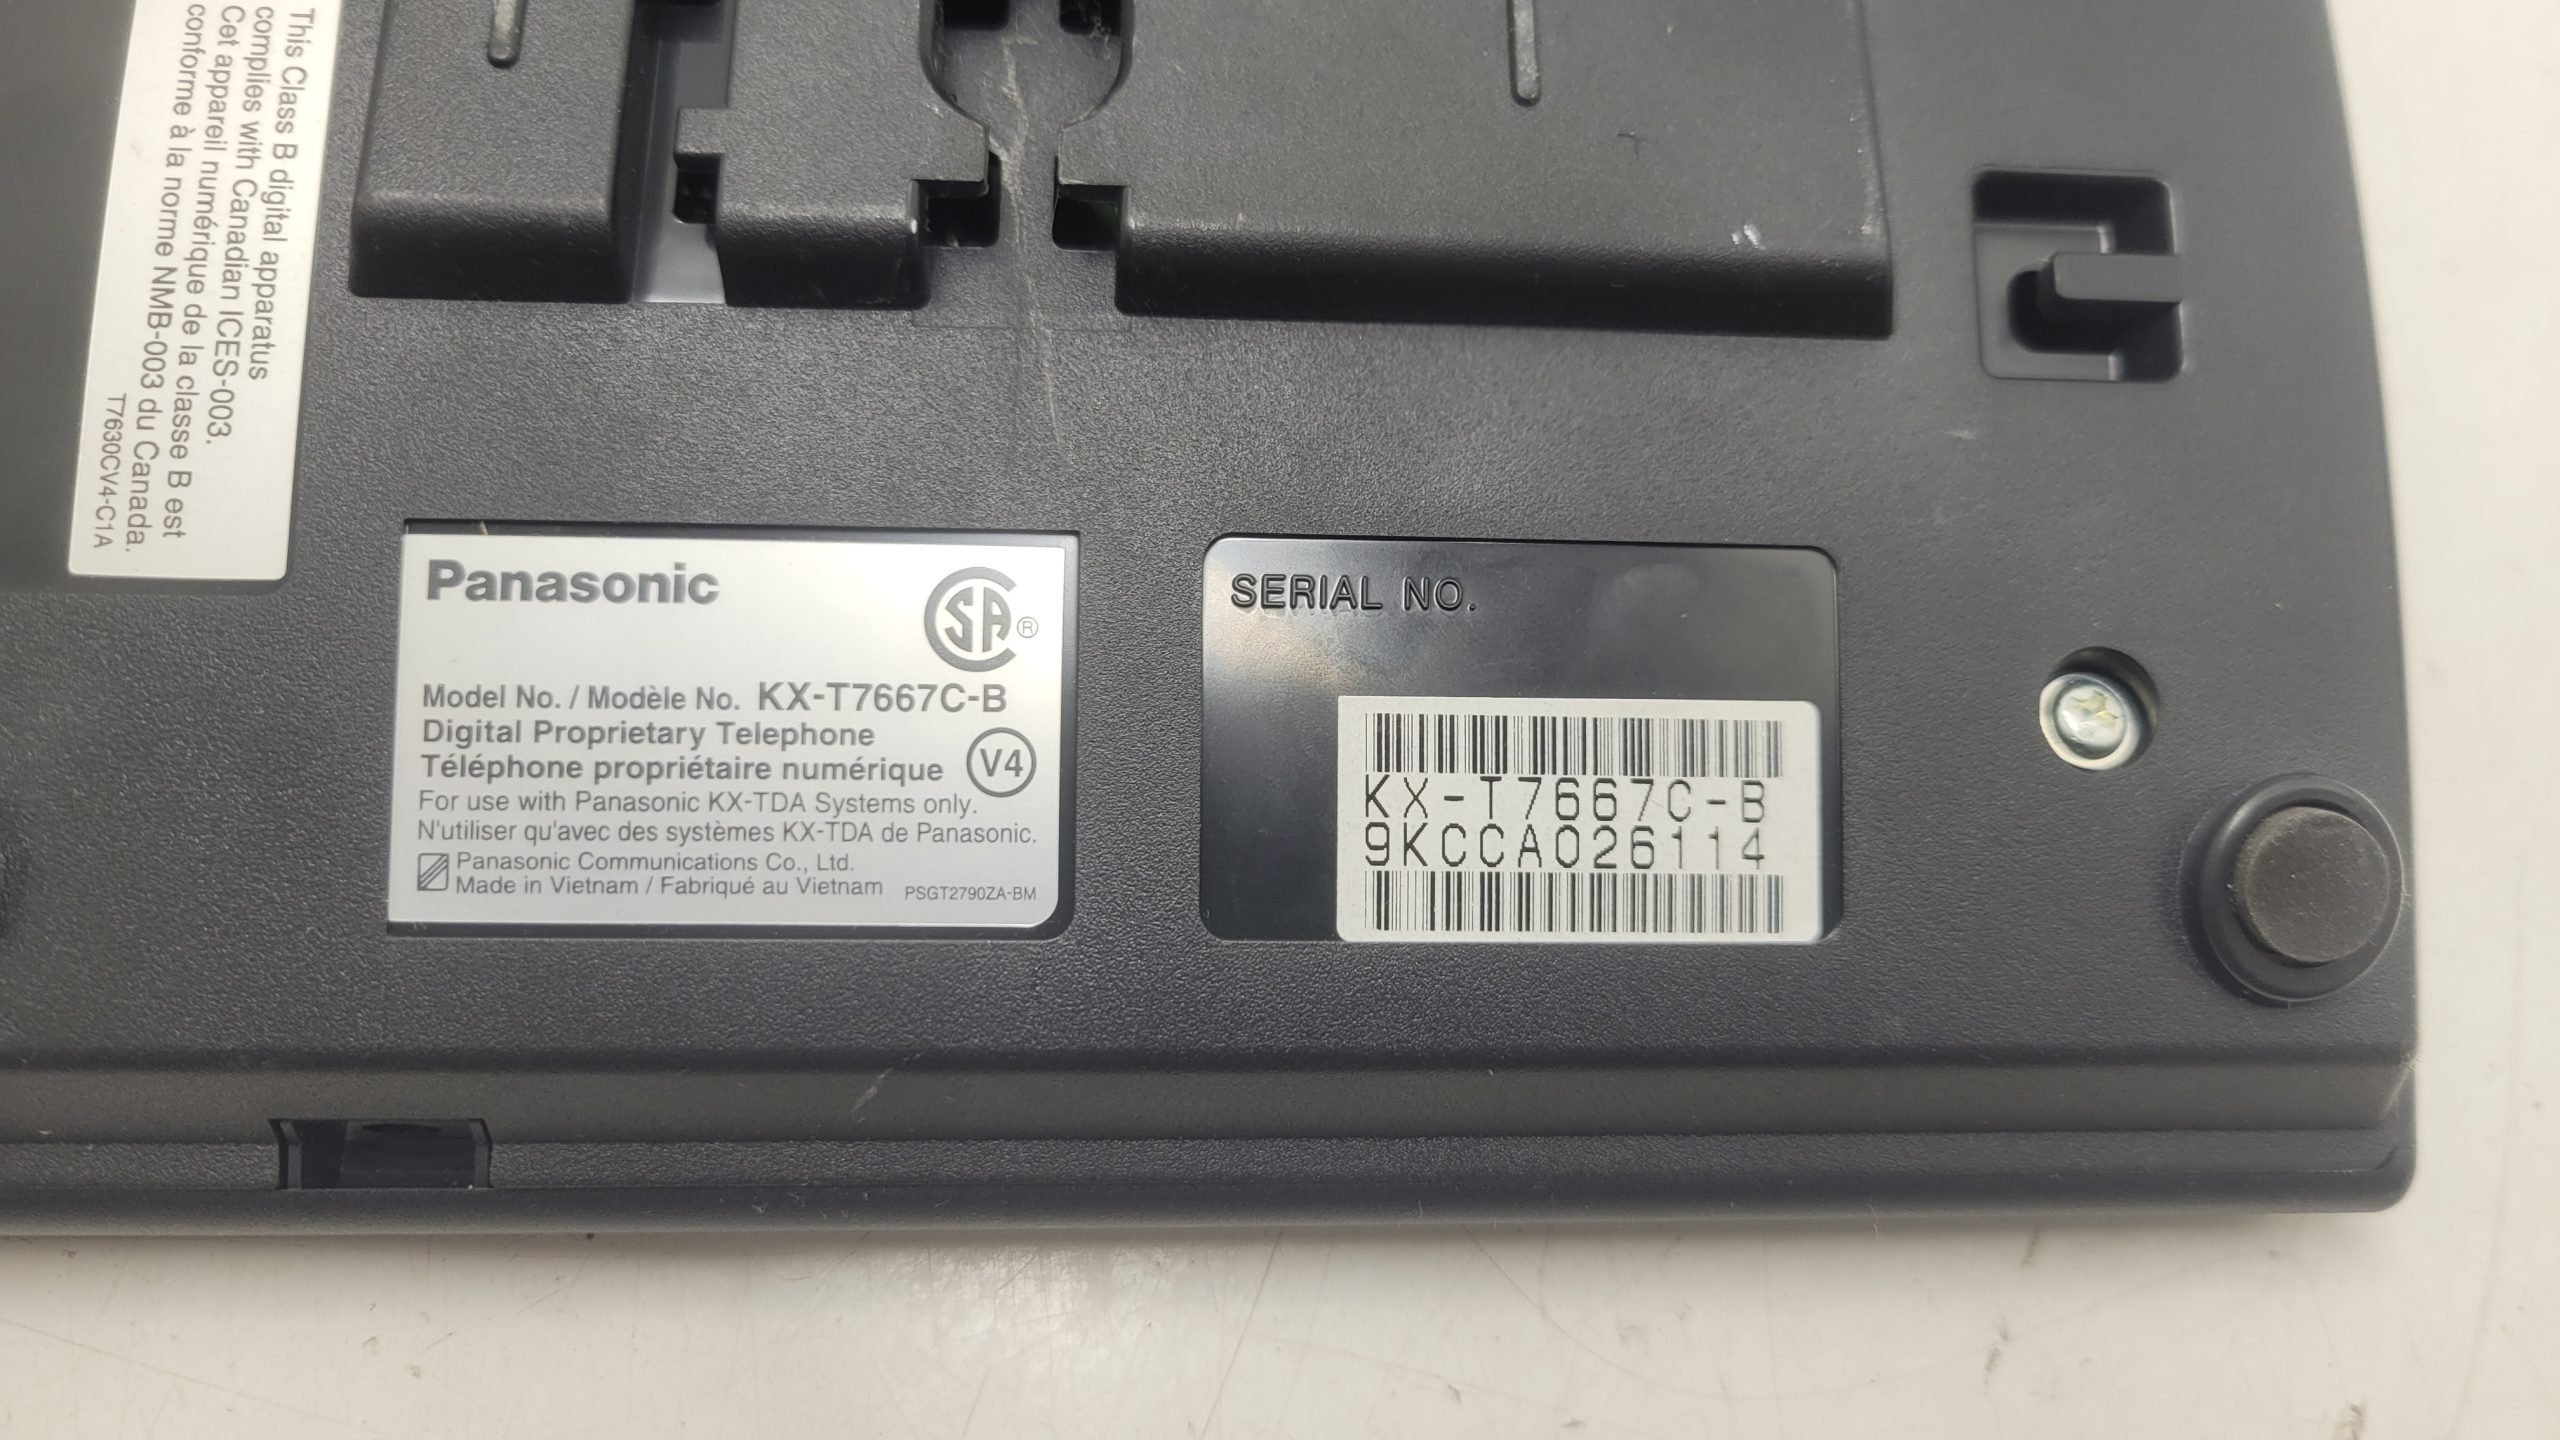 This Class B digital apparatus
complies with Canadian ICES-003.
Cet appareil numérique de la classe B est
conforme à la norme NMB-003 du Canada.
T7630CV4-C1A
Panasonic
SA ®
Model No. / Modèle No. KX-T7667C-B
Digital Proprietary Telephone
Téléphone propriétaire numérique V4
For use with Panasonic KX-TDA Systems only.
N'utiliser qu'avec des systèmes KX-TDA de Panasonic.
Panasonic Communications Co., Ltd.
Made in Vietnam / Fabriqué au Vietnam PSGT2790ZA-BM
SERIAL NO.
KX-T7667C-B
9KCCA026114